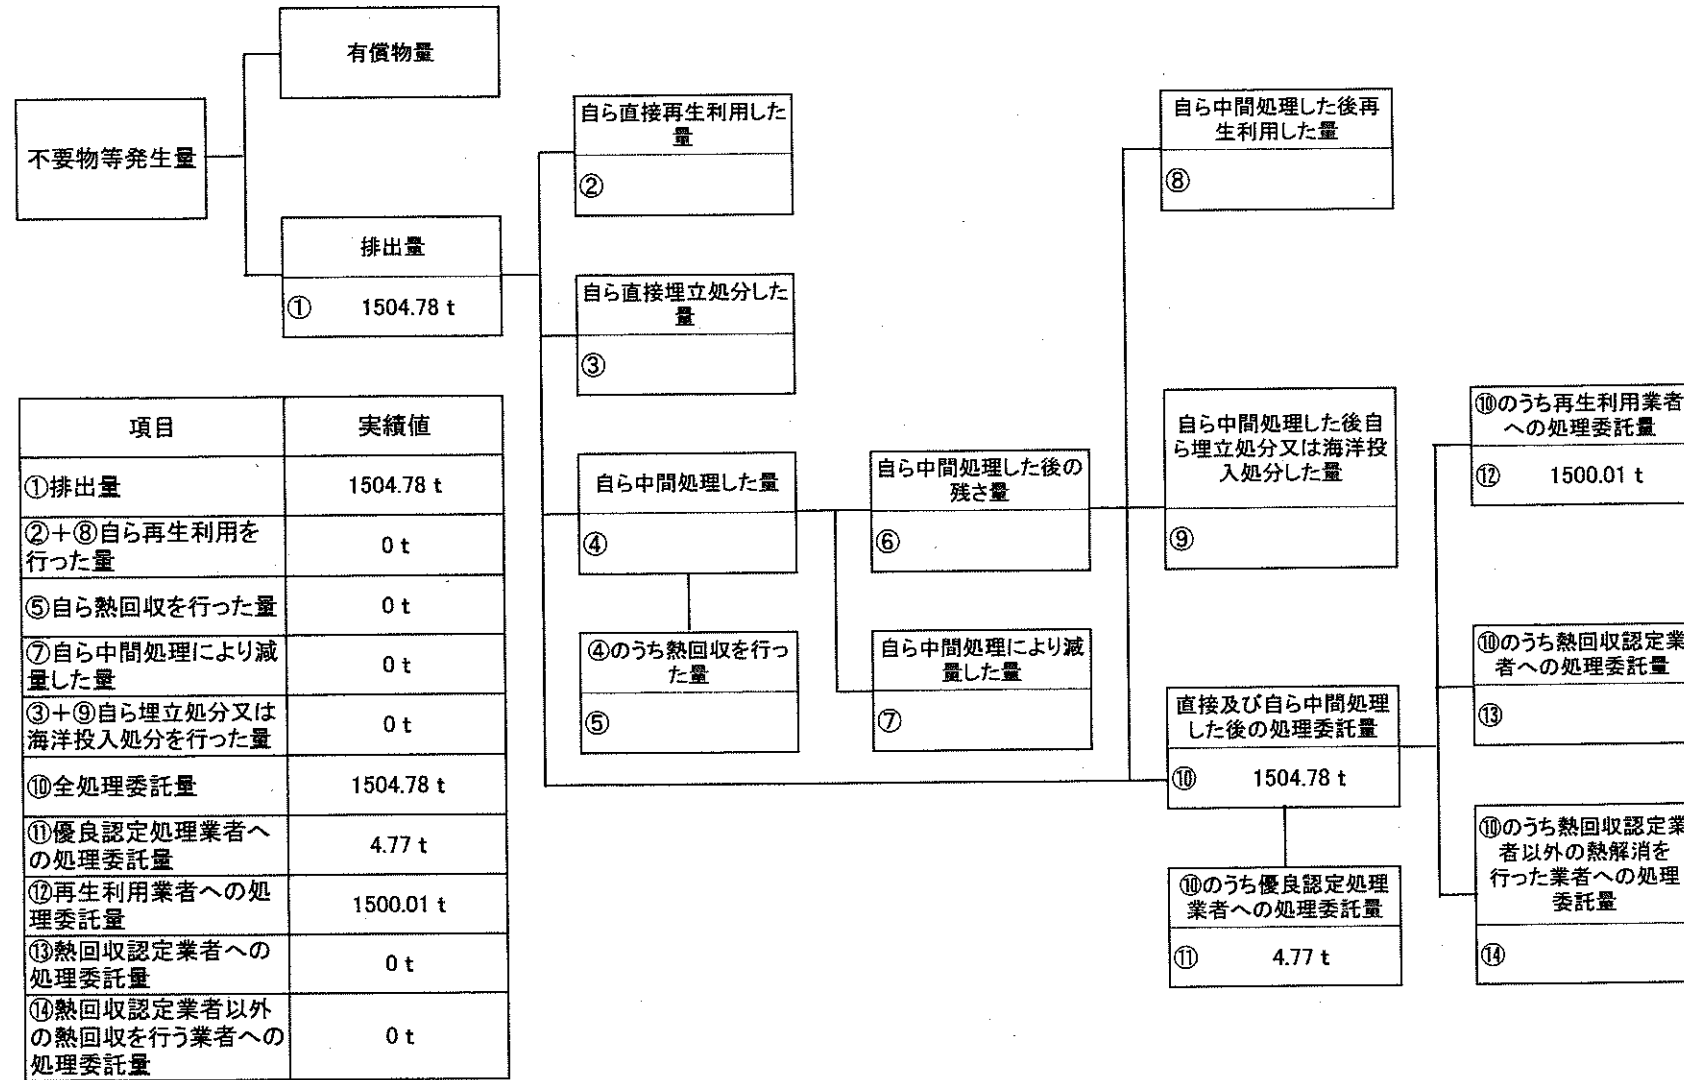 有償物量
不要物等発生量
排出量
① 1504.78 t
自ら直接再生利用した
量
②
自ら直接埋立処分した
量
③
自ら中間処理した量
④
④のうち熱回収を行っ
た量
⑤
自ら中間処理した後の
残さ量
⑥
自ら中間処理により減
量した量
⑦
自ら中間処理した後再
生利用した量
⑧
自ら中間処理した後自
ら埋立処分又は海洋投
入処分した量
⑨
直接及び自ら中間処理
した後の処理委託量
⑩ 1504.78 t
⑩のうち優良認定処理
業者への処理委託量
⑪ 4.77 t
⑩のうち再生利用業者
への処理委託量
⑫ 1500.01 t
⑩のうち熱回収認定業
者への処理委託量
⑬
⑩のうち熱回収認定業
者以外の熱解消を
行った業者への処理
委託量
⑭
項目 実績値
①排出量 1504.78 t
②+⑧自ら再生利用を
行った量 0 t
⑤自ら熱回収を行った量 0 t
⑦自ら中間処理により減
量した量 0 t
③+⑨自ら埋立処分又は
海洋投入処分を行った量 0 t
⑩全処理委託量 1504.78 t
⑪優良認定処理業者へ
の処理委託量 4.77 t
⑫再生利用業者への処
理委託量 1500.01 t
⑬熱回収認定業者への
処理委託量 0 t
⑭熱回収認定業者以外
の熱回収を行う業者への
処理委託量 0 t